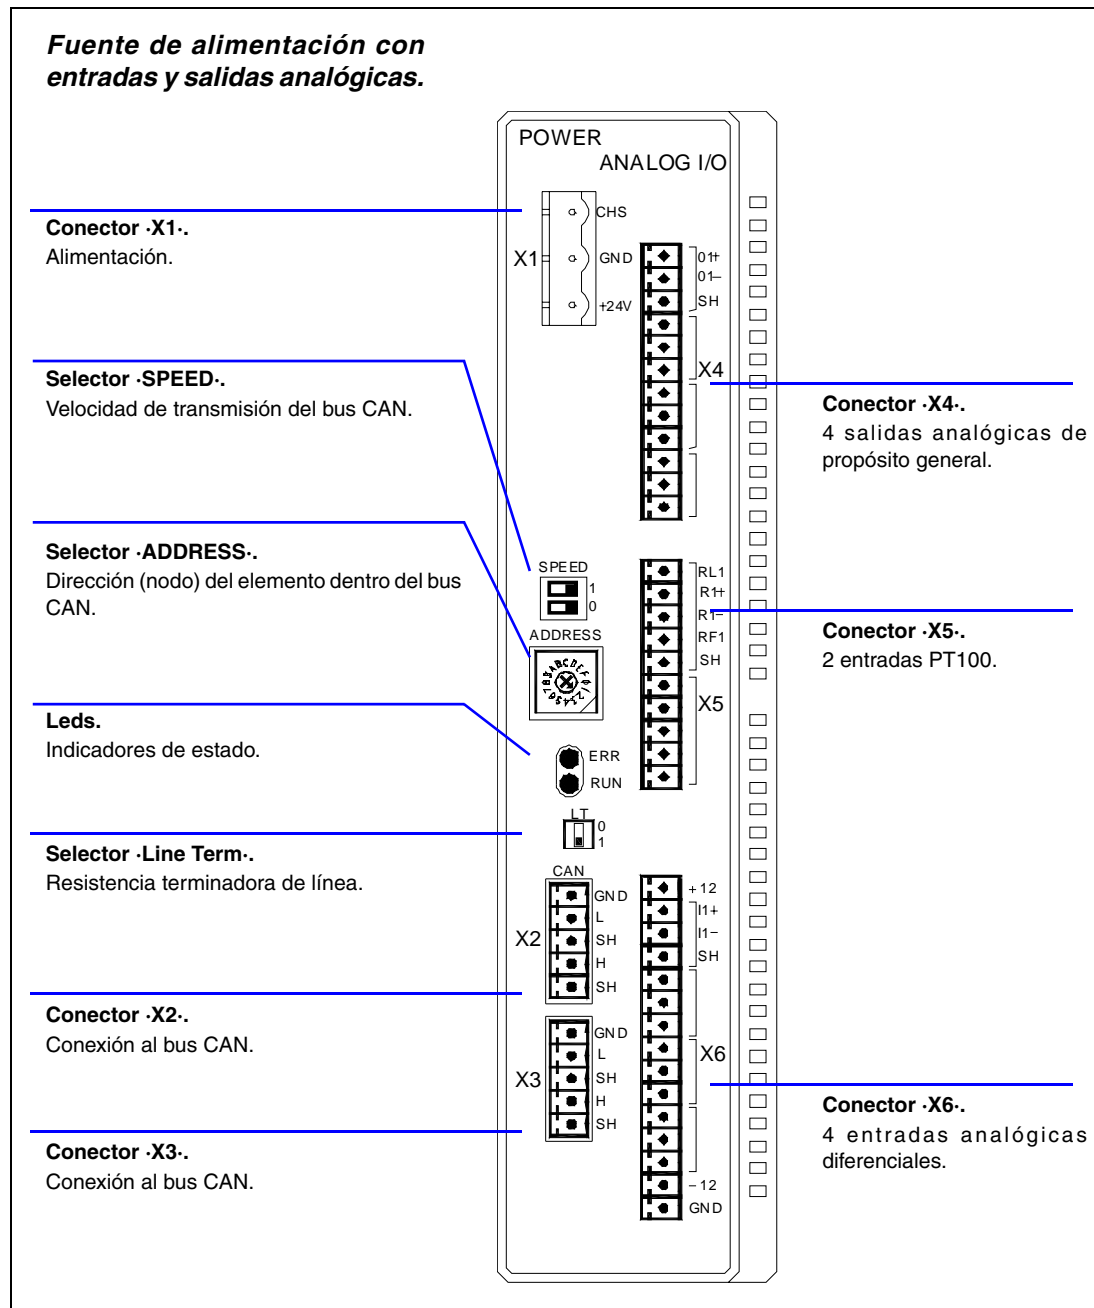 Fuente de alimentación con
entradas y salidas analógicas.
POWER
ANALOG I/O
Conector ·X1·.
Alimentación.
X1
CHS
GND
+24V
01+
01−
SH
X4
Selector ·SPEED·.
Velocidad de transmisión del bus CAN.
Conector ·X4·.
4 salidas analógicas de
propósito general.
Selector ·ADDRESS·.
Dirección (nodo) del elemento dentro del bus
CAN.
SPEED
1
0
ADDRESS
RL1
R1+
R1−
RF1
SH
X5
Conector ·X5·.
2 entradas PT100.
Leds.
Indicadores de estado.
ERR
RUN
LT
0
1
Selector ·Line Term·.
Resistencia terminadora de línea.
CAN
X2
GND
L
SH
H
SH
+12
I1+
I1−
SH
X6
−12
GND
Conector ·X2·.
Conexión al bus CAN.
X3
GND
L
SH
H
SH
Conector ·X3·.
Conexión al bus CAN.
Conector ·X6·.
4 entradas analógicas
diferenciales.